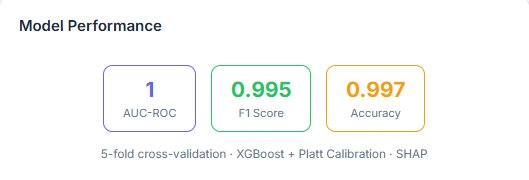 Model Performance
1 0.995 0.997
AUC-ROC F1 Score Accuracy
5-fold cross-validation · XGBoost + Platt Calibration · SHAP